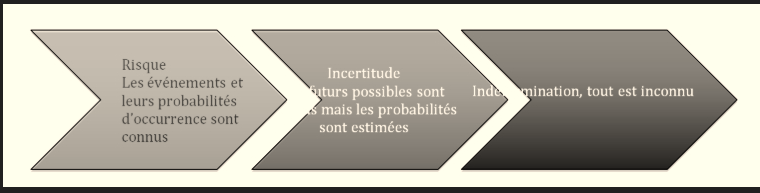 Risque
Les événements et
leurs probabilités
d'occurrence sont
connus
Incertitude
futurs possibles sont
mais les probabilités
sont estimées
Indétermination, tout est inconnu